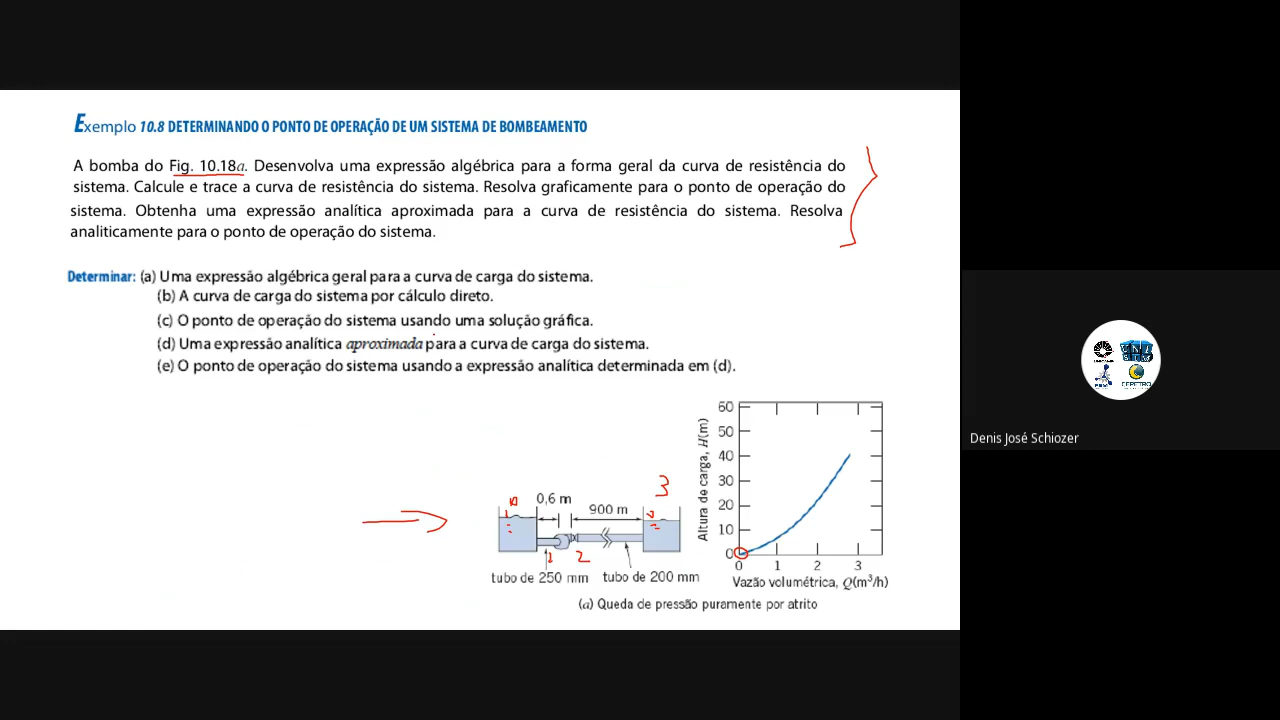 Exemplo 10.8 DETERMINANDO O PONTO DE OPERAÇÃO DE UM SISTEMA DE BOMBEAMENTO
A bomba do Fig. 10.18a. Desenvolva uma expressão algébrica para a forma geral da curva de resistência do
sistema. Calcule e trace a curva de resistência do sistema. Resolva graficamente para o ponto de operação do
sistema. Obtenha uma expressão analítica aproximada para a curva de resistência do sistema. Resolva
analiticamente para o ponto de operação do sistema.
Determinar: (a) Uma expressão algébrica geral para a curva de carga do sistema.
(b) A curva de carga do sistema por cálculo direto.
(c) O ponto de operação do sistema usando uma solução gráfica.
(d) Uma expressão analítica aproximada para a curva de carga do sistema.
(e) O ponto de operação do sistema usando a expressão analítica determinada em (d).
3
0,6 m
900 m
1
2
tubo de 250 mm
tubo de 200 mm
Altura de carga, H(m)
60
50
40
30
20
10
0
0 1 2 3
Vazão volumétrica, Q(m³/h)
(a) Queda de pressão puramente por atrito
Denis José Schiozer